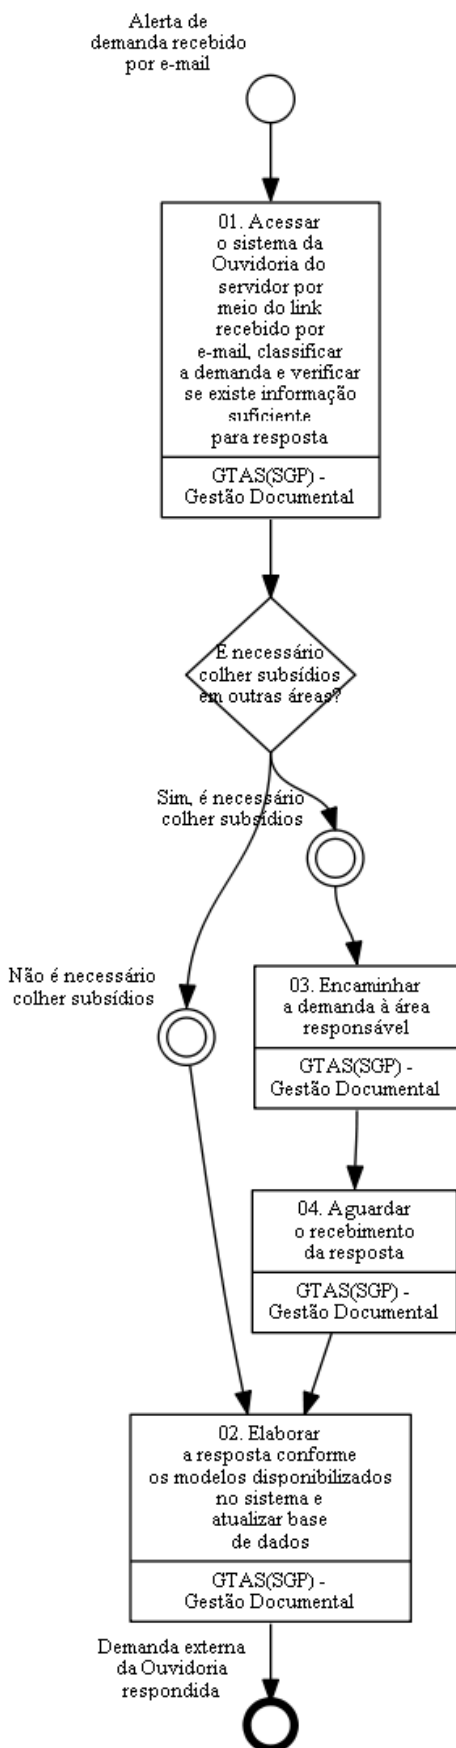 Alerta de
demanda recebido
por e-mail
01. Acessar
o sistema da
Ouvidoria do
servidor por
meio do link
recebido por
e-mail, classificar
a demanda e verificar
se existe informação
suficiente
para resposta
GTAS(SGP) -
Gestão Documental
É necessário
colher subsídios
em outras áreas?
Sim, é necessário
colher subsídios
Não é necessário
colher subsídios
03. Encaminhar
a demanda à área
responsável
GTAS(SGP) -
Gestão Documental
04. Aguardar
o recebimento
da resposta
GTAS(SGP) -
Gestão Documental
02. Elaborar
a resposta conforme
os modelos disponibilizados
no sistema e
atualizar base
de dados
GTAS(SGP) -
Gestão Documental
Demanda externa
da Ouvidoria
respondida